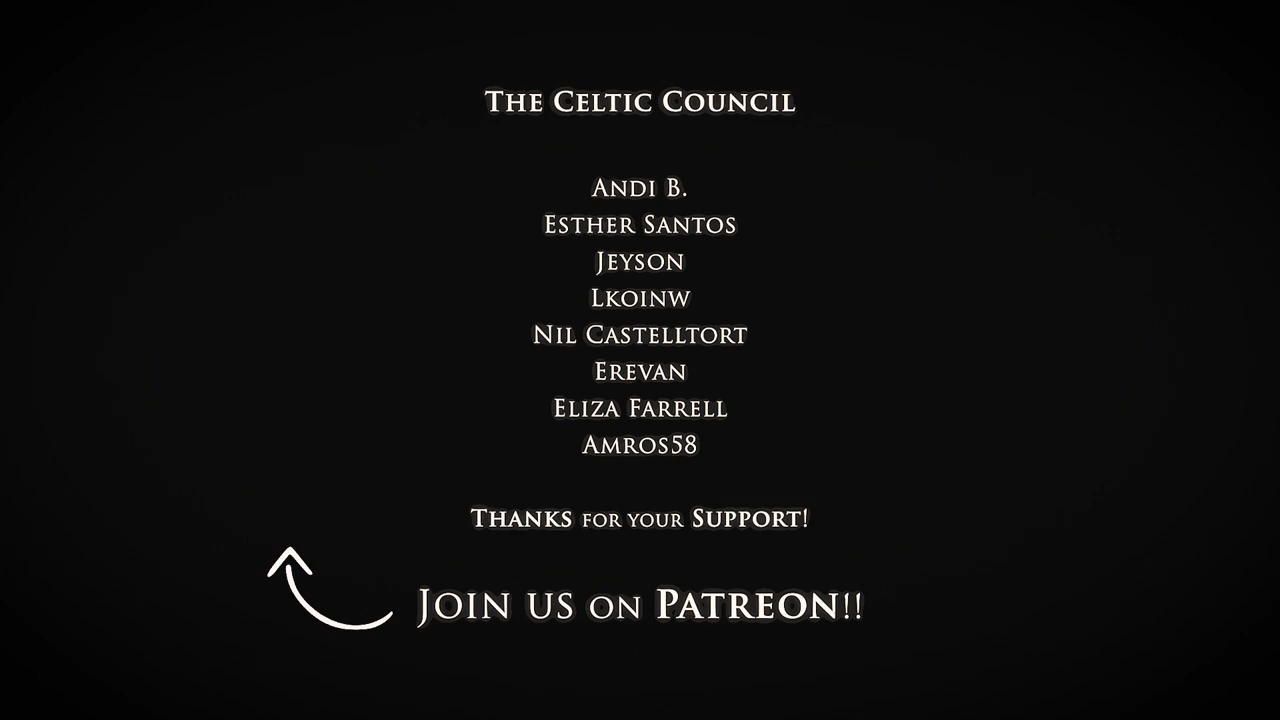 The Celtic Council
Andi B.
Esther Santos
Jeyson
Lkoinw
Nil Castelltort
Erevan
Eliza Farrell
Amros58
Thanks for your Support!
Join us on Patreon!!